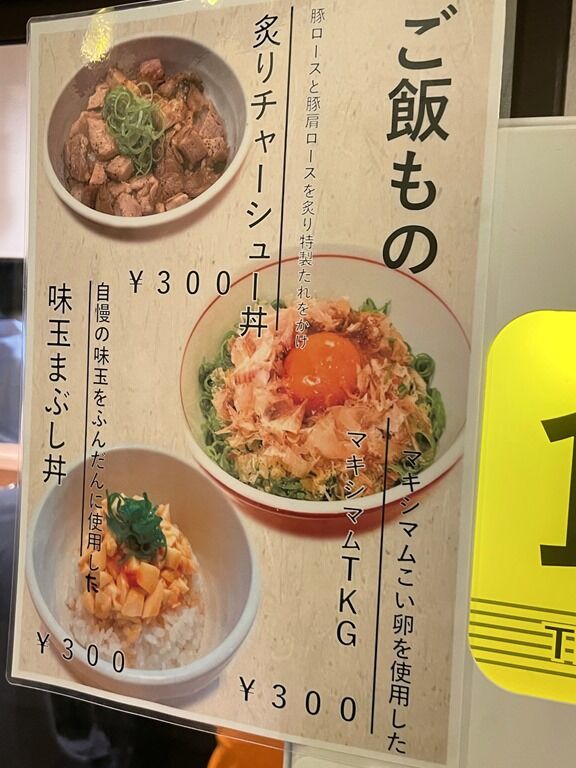 ご飯もの
豚ロースと豚肩ロースを炙り特製たれをかけ
炙りチャーシュー丼
¥300
マキシマムこい卵を使用した
マキシマムTKG
¥300
自慢の味玉をふんだんに使用した
味玉まぶし丼
¥300
1
T